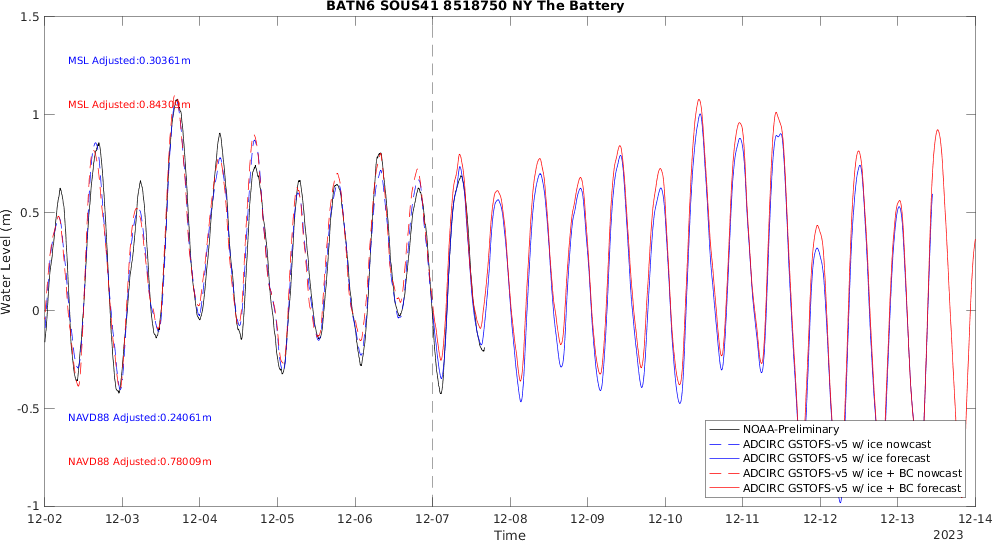 BATN6 SOUS41 8518750 NY The Battery
1.5
1
0.5
0
-0.5
-1
Water Level (m)
MSL Adjusted:0.30361m
MSL Adjusted:0.84309m
NAVD88 Adjusted:0.24061m
NAVD88 Adjusted:0.78009m
NOAA-Preliminary
ADCIRC GSTOFS-v5 w/ ice nowcast
ADCIRC GSTOFS-v5 w/ ice forecast
ADCIRC GSTOFS-v5 w/ ice + BC nowcast
ADCIRC GSTOFS-v5 w/ ice + BC forecast
12-02 12-03 12-04 12-05 12-06 12-07 12-08 12-09 12-10 12-11 12-12 12-13 12-14
Time
2023